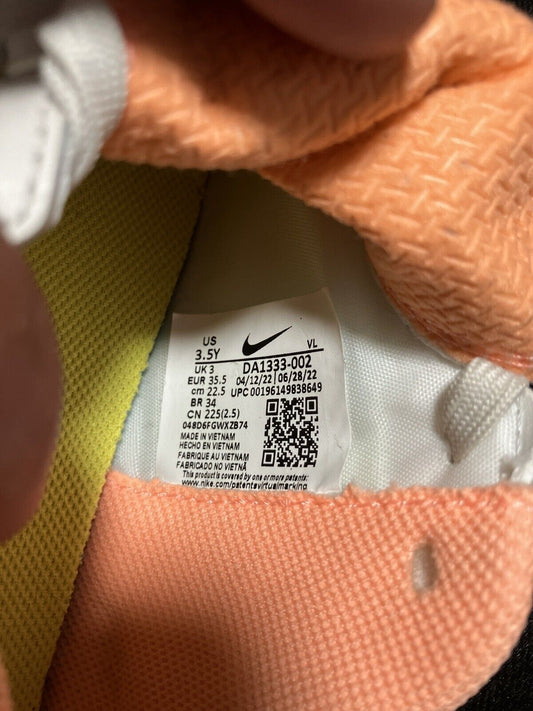 US
3.5Y
VL
UK 3
DA1333-002
EUR 35.5
04/12/22 | 06/28/22
cm 22.5
UPC 00196149838649
BR 34
CN 225(2.5)
048D6FGWXZB74
MADE IN VIETNAM
HECHO EN VIETNAM
FABRIQUE AU VIETNAM
FABRICADO NO VIETNÃ
This product is covered by one or more patents:
www.nike.com/patentsvirtualmarking